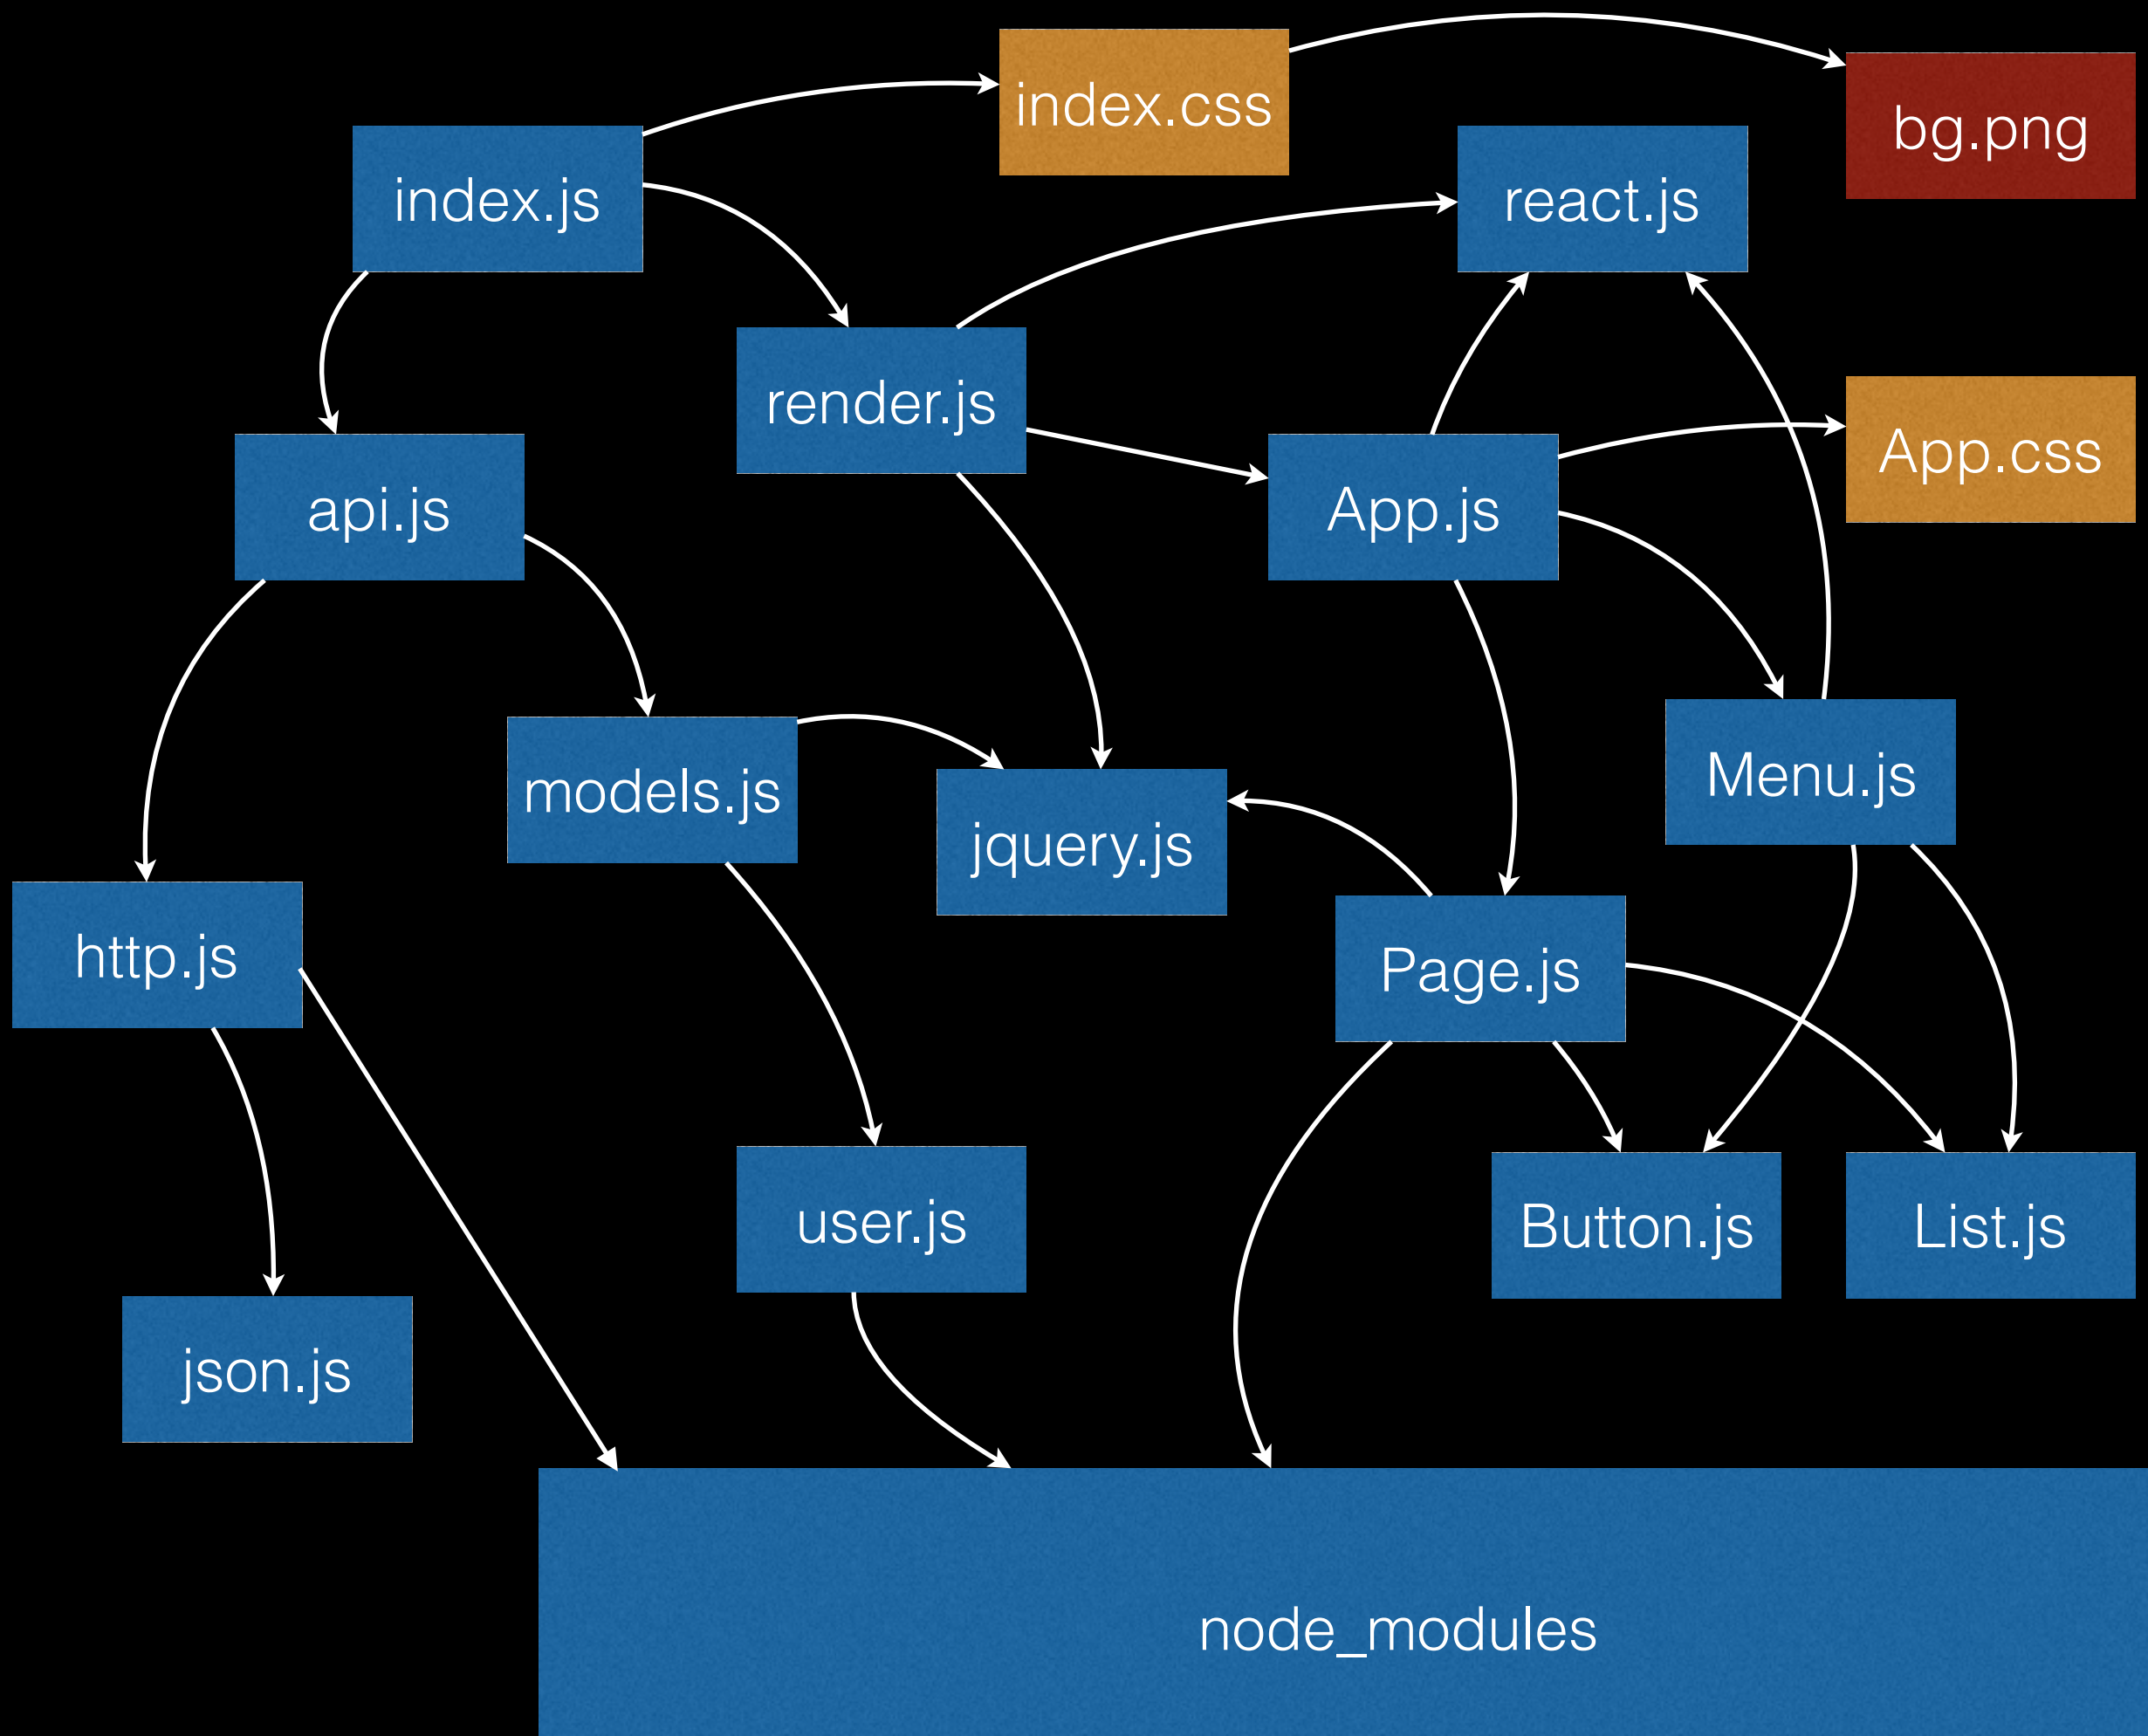 index.css
bg.png
index.js
react.js
render.js
App.css
api.js
App.js
models.js
Menu.js
jquery.js
http.js
Page.js
user.js
Button.js
List.js
json.js
node_modules